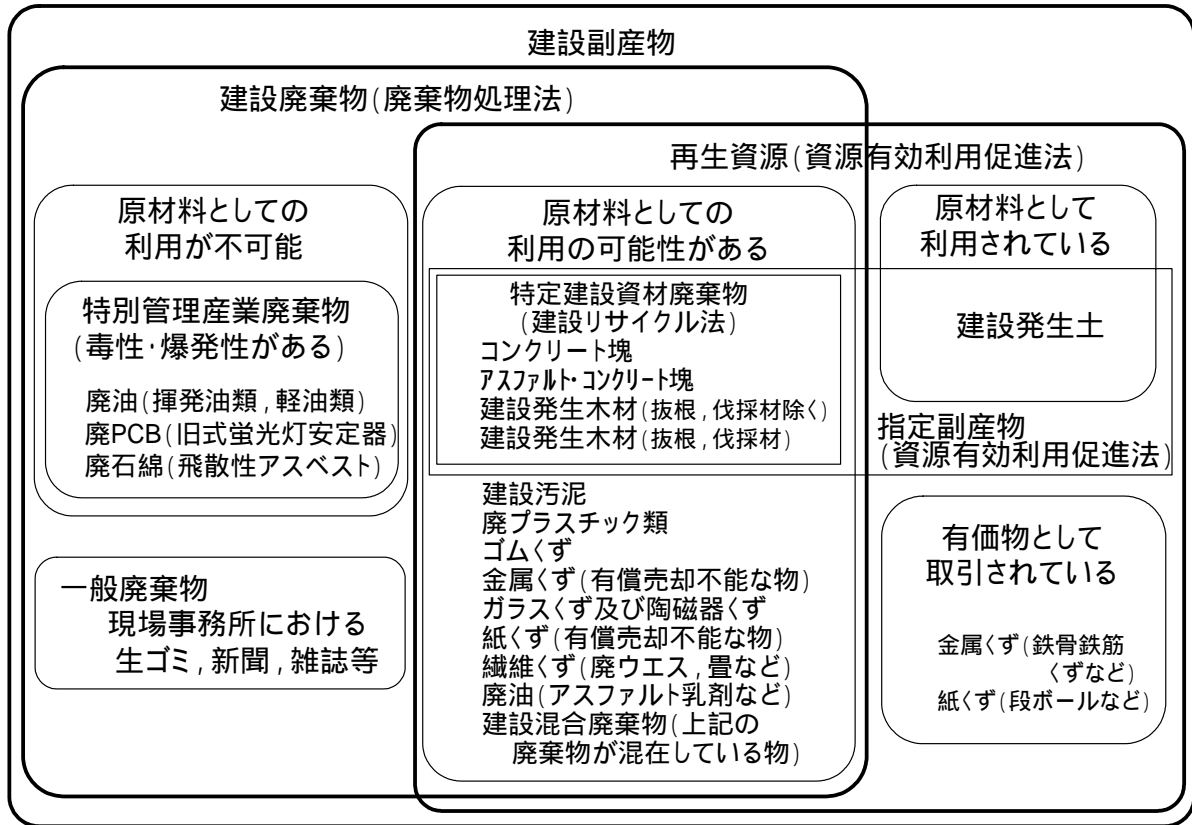 建設副産物
建設廃棄物(廃棄物処理法)
再生資源(資源有効利用促進法)
原材料としての
利用が不可能
特別管理産業廃棄物
(毒性・爆発性がある)
廃油(揮発油類,軽油類)
廃PCB(旧式蛍光灯安定器)
廃石綿(飛散性アスベスト)
一般廃棄物
現場事務所における
生ゴミ,新聞,雑誌等
原材料としての
利用の可能性がある
特定建設資材廃棄物
(建設リサイクル法)
コンクリート塊
アスファルト・コンクリート塊
建設発生木材(抜根,伐採材除く)
建設発生木材(抜根,伐採材)
建設汚泥
廃プラスチック類
ゴムくず
金属くず(有償売却不能な物)
ガラスくず及び陶磁器くず
紙くず(有償売却不能な物)
繊維くず(廃ウエス,畳など)
廃油(アスファルト乳剤など)
建設混合廃棄物(上記の
廃棄物が混在している物)
原材料として
利用されている
建設発生土
指定副産物
(資源有効利用促進法)
有価物として
取引されている
金属くず(鉄骨鉄筋
くずなど)
紙くず(段ボールなど)